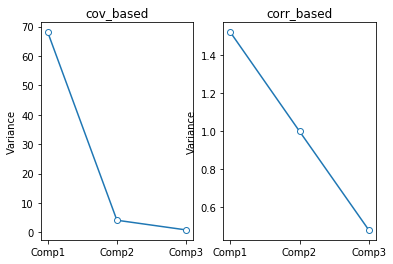 cov_based
70
60
50
40
30
20
10
0
Variance
Comp1 Comp2 Comp3
corr_based
1.4
1.2
1.0
0.8
0.6
Variance
Comp1 Comp2 Comp3